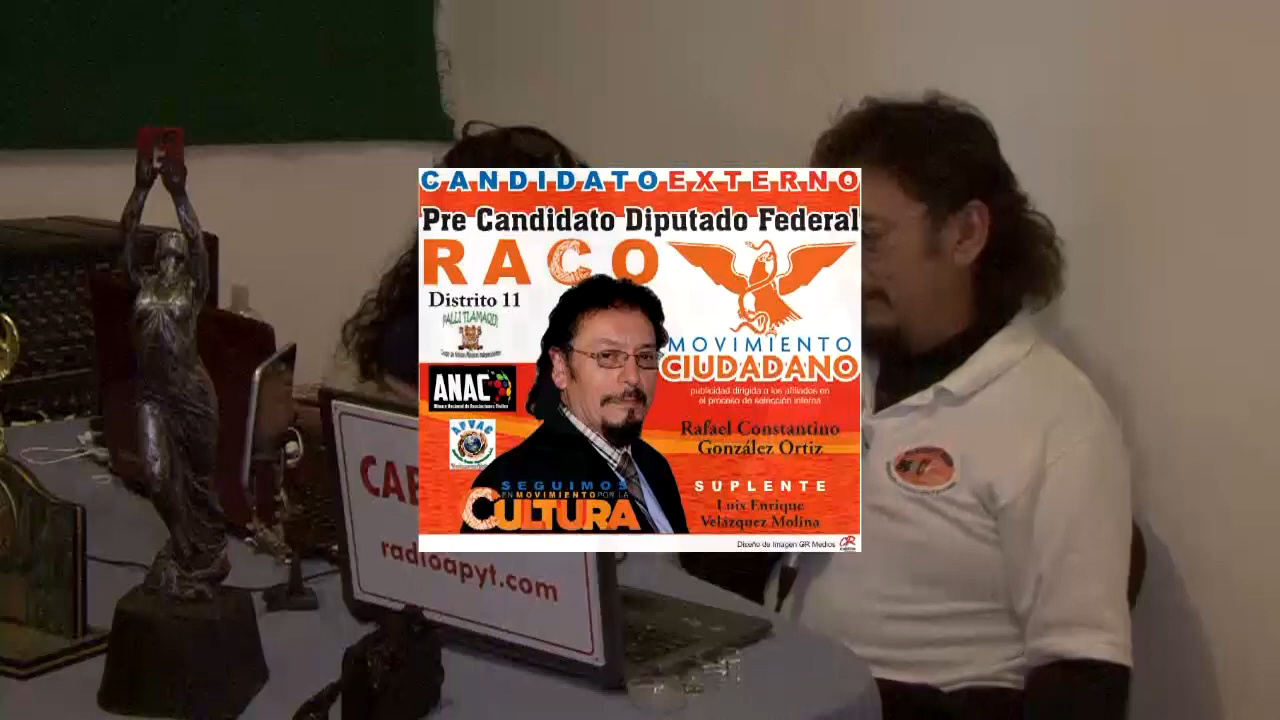 CANDIDATO EXTERNO
Pre Candidato Diputado Federal
RACO
Distrito 11
ANAC
APVAC
MOVIMIENTO
CIUDADANO
publicidad dirigida a los afiliados en
el proceso de selección interna
Rafael Constantino
González Ortiz
SUPLENTE
Luis Enrique
Velázquez Molina
SEGUIMOS
EN MOVIMIENTO POR LA
CULTURA
Diseño de Imagen GR Medios
CAB
radioapyt.com